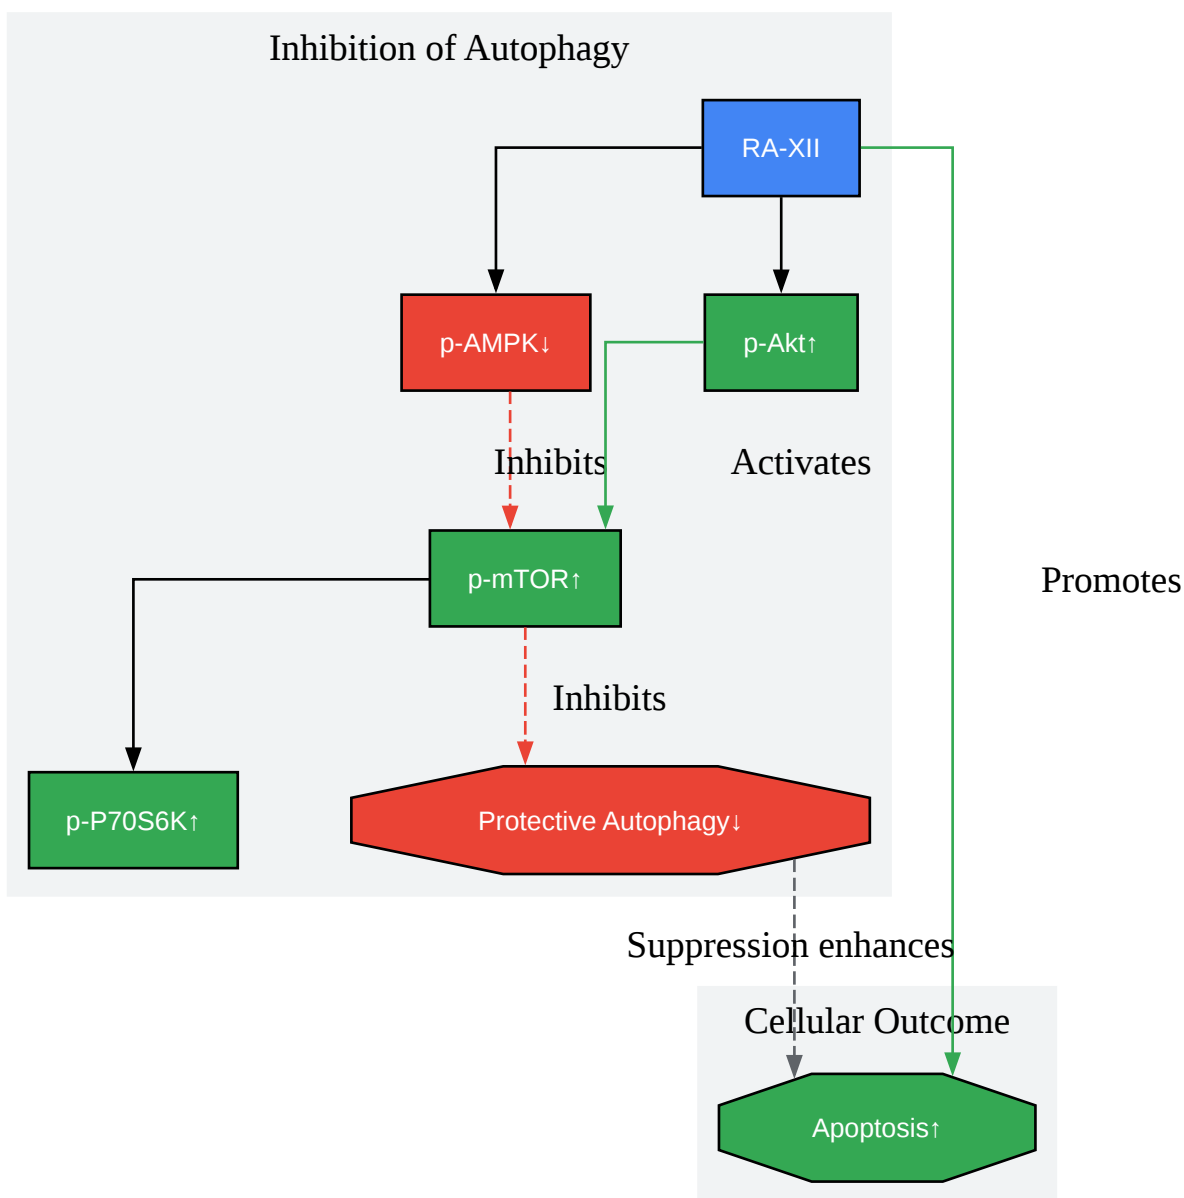 Inhibition of Autophagy
RA-XII
p-AMPK↓
p-Akt↑
Inhibits
Activates
p-mTOR↑
Promotes
Inhibits
p-P70S6K↑
Protective Autophagy↓
Suppression enhances
Cellular Outcome
Apoptosis↑